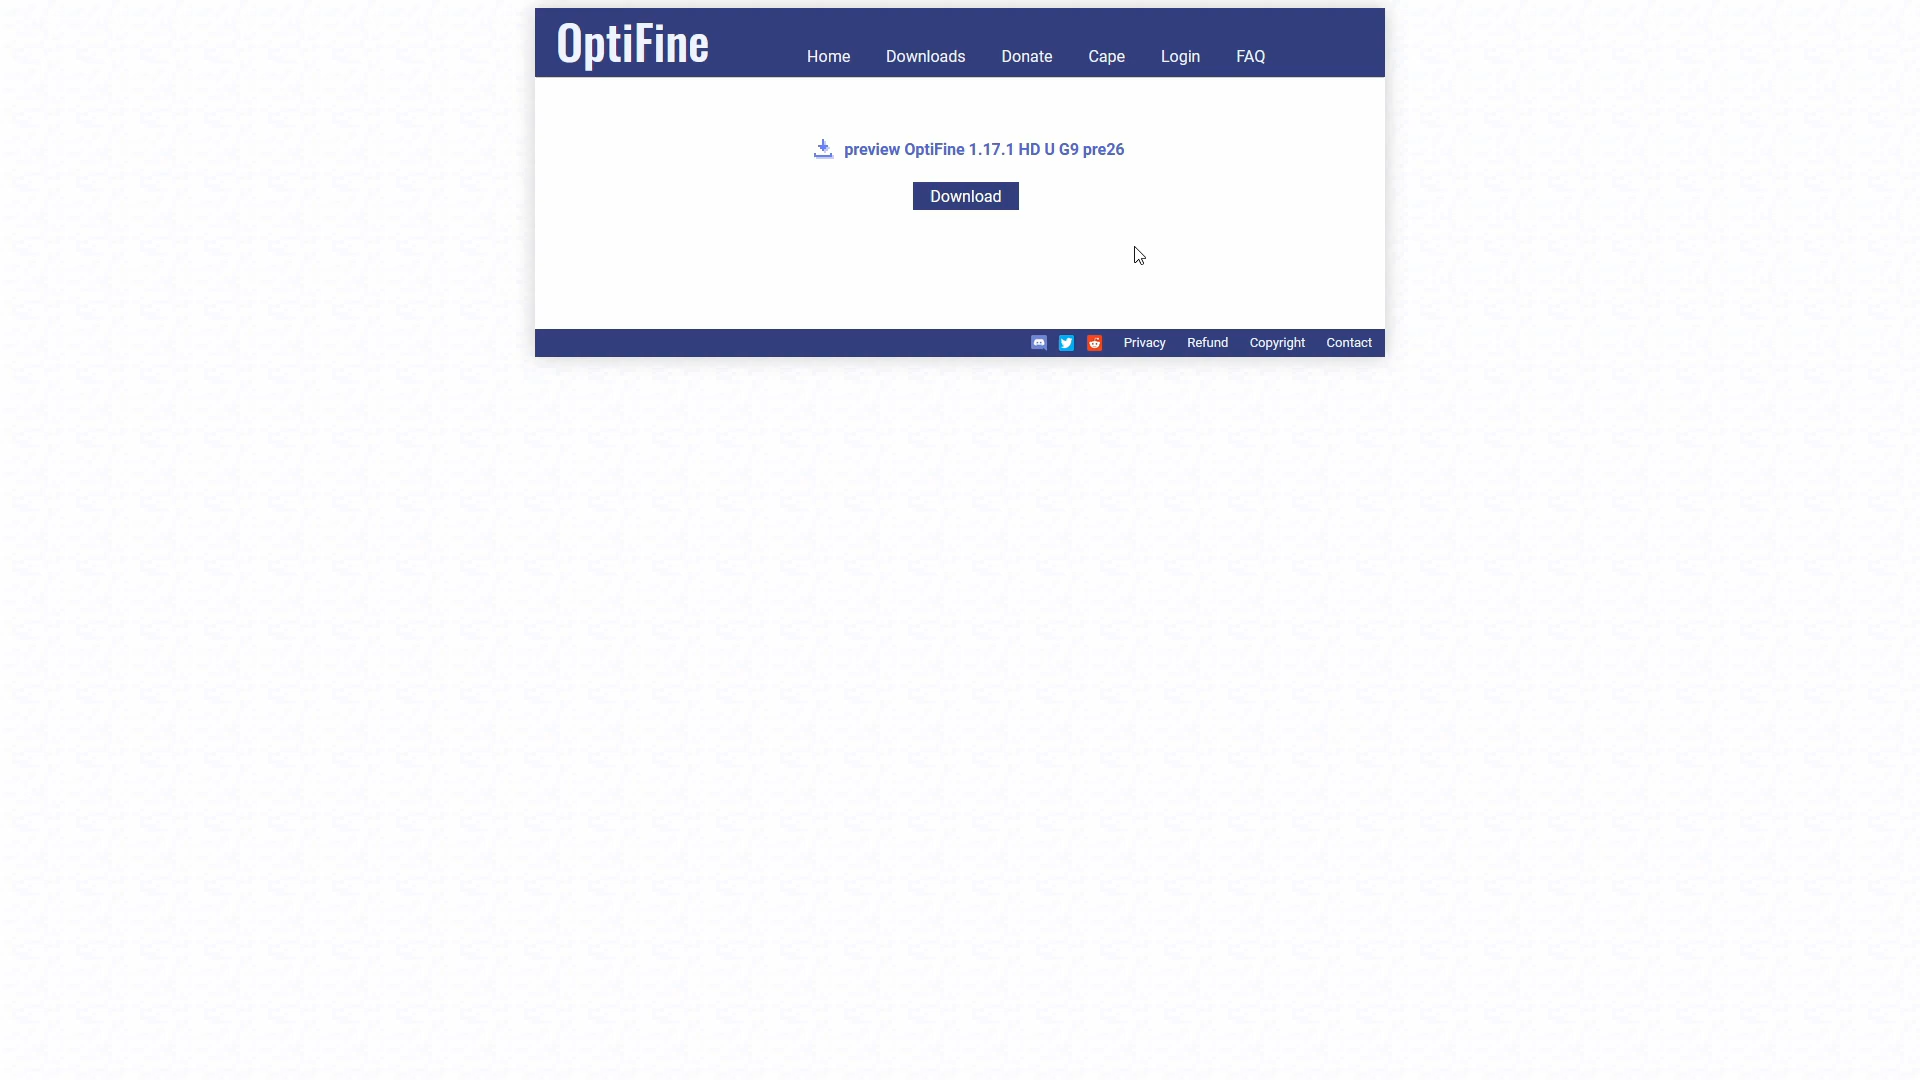 OptiFine
Home Downloads Donate Cape Login FAQ
preview OptiFine 1.17.1 HD U G9 pre26
Download
Privacy Refund Copyright Contact